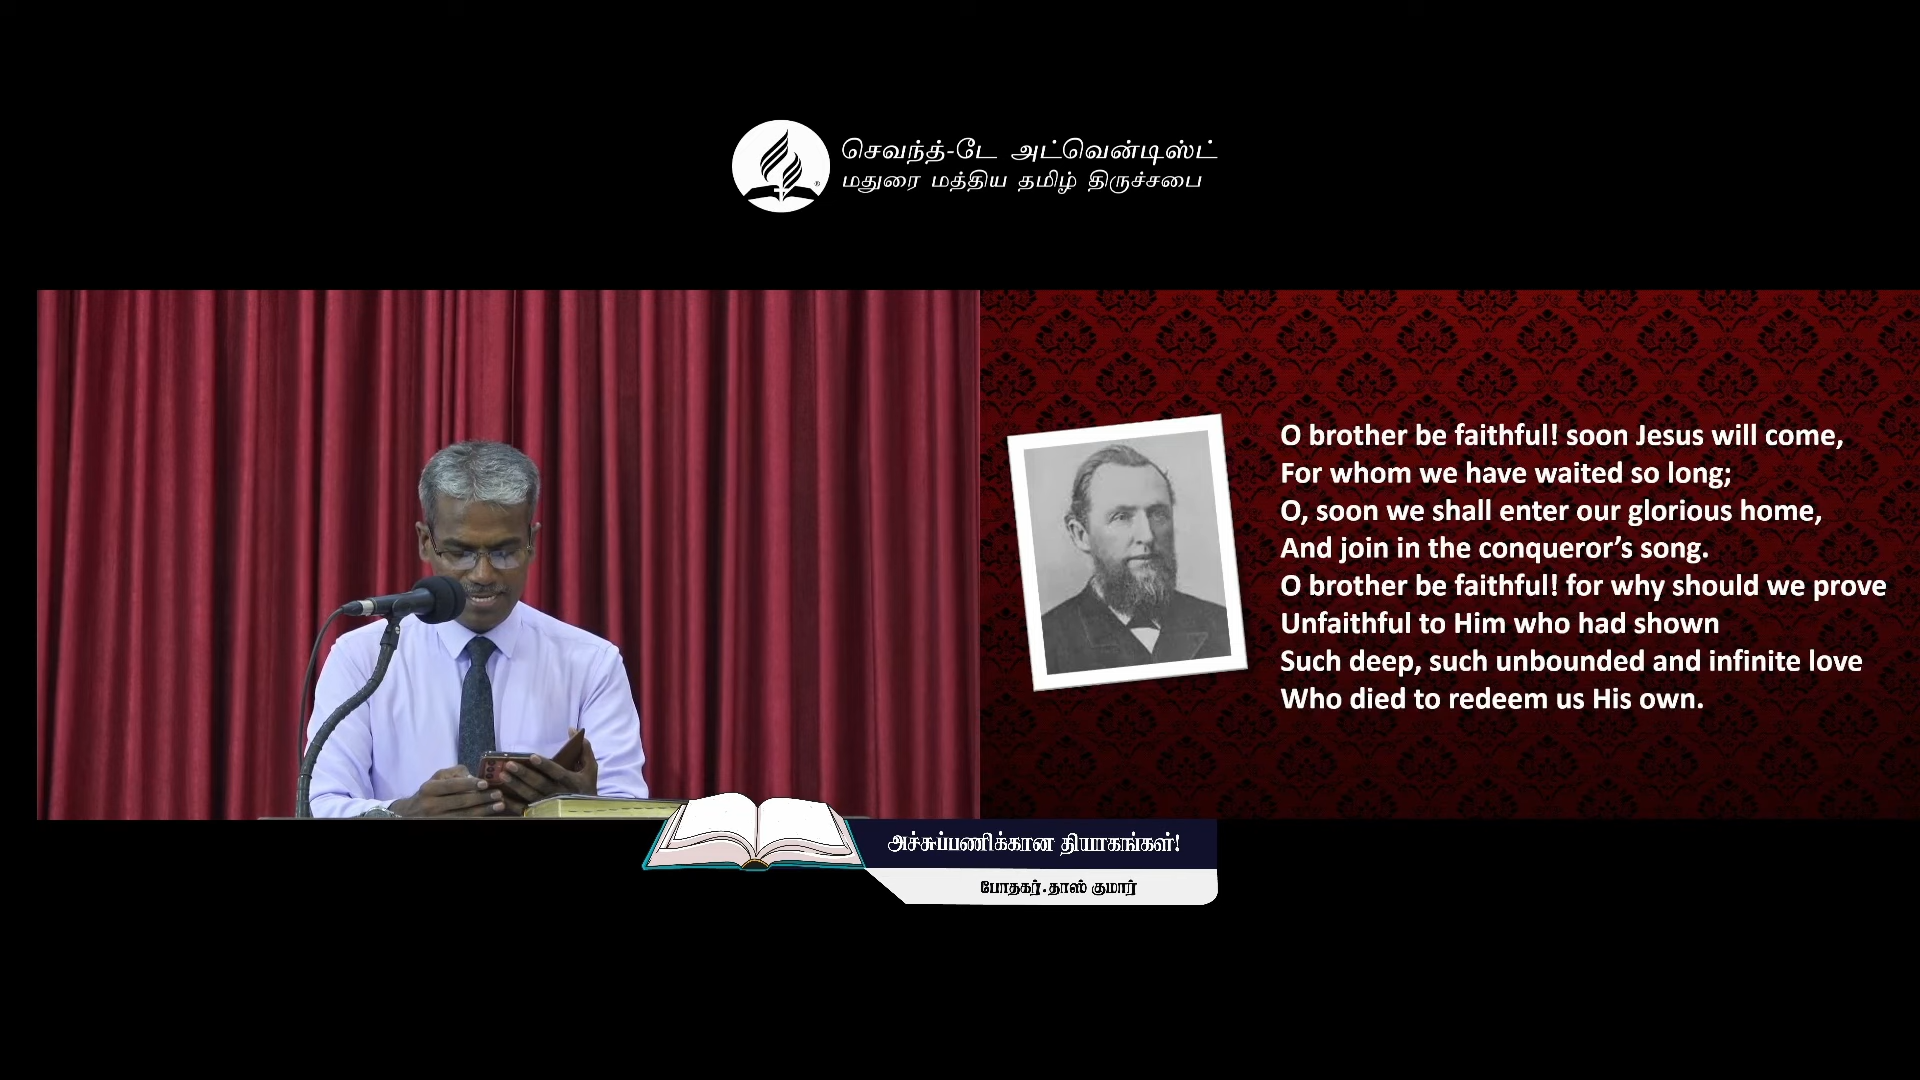 செவந்த்-டே அட்வென்டிஸ்ட்
மதுரை மத்திய தமிழ் திருச்சபை
O brother be faithful! soon Jesus will come,
For whom we have waited so long;
O, soon we shall enter our glorious home,
And join in the conqueror’s song.
O brother be faithful! for why should we prove
Unfaithful to Him who had shown
Such deep, such unbounded and infinite love
Who died to redeem us His own.
அச்சுப்பணிக்கான தியாகங்கள்!
போதகர்.தாஸ் குமார்